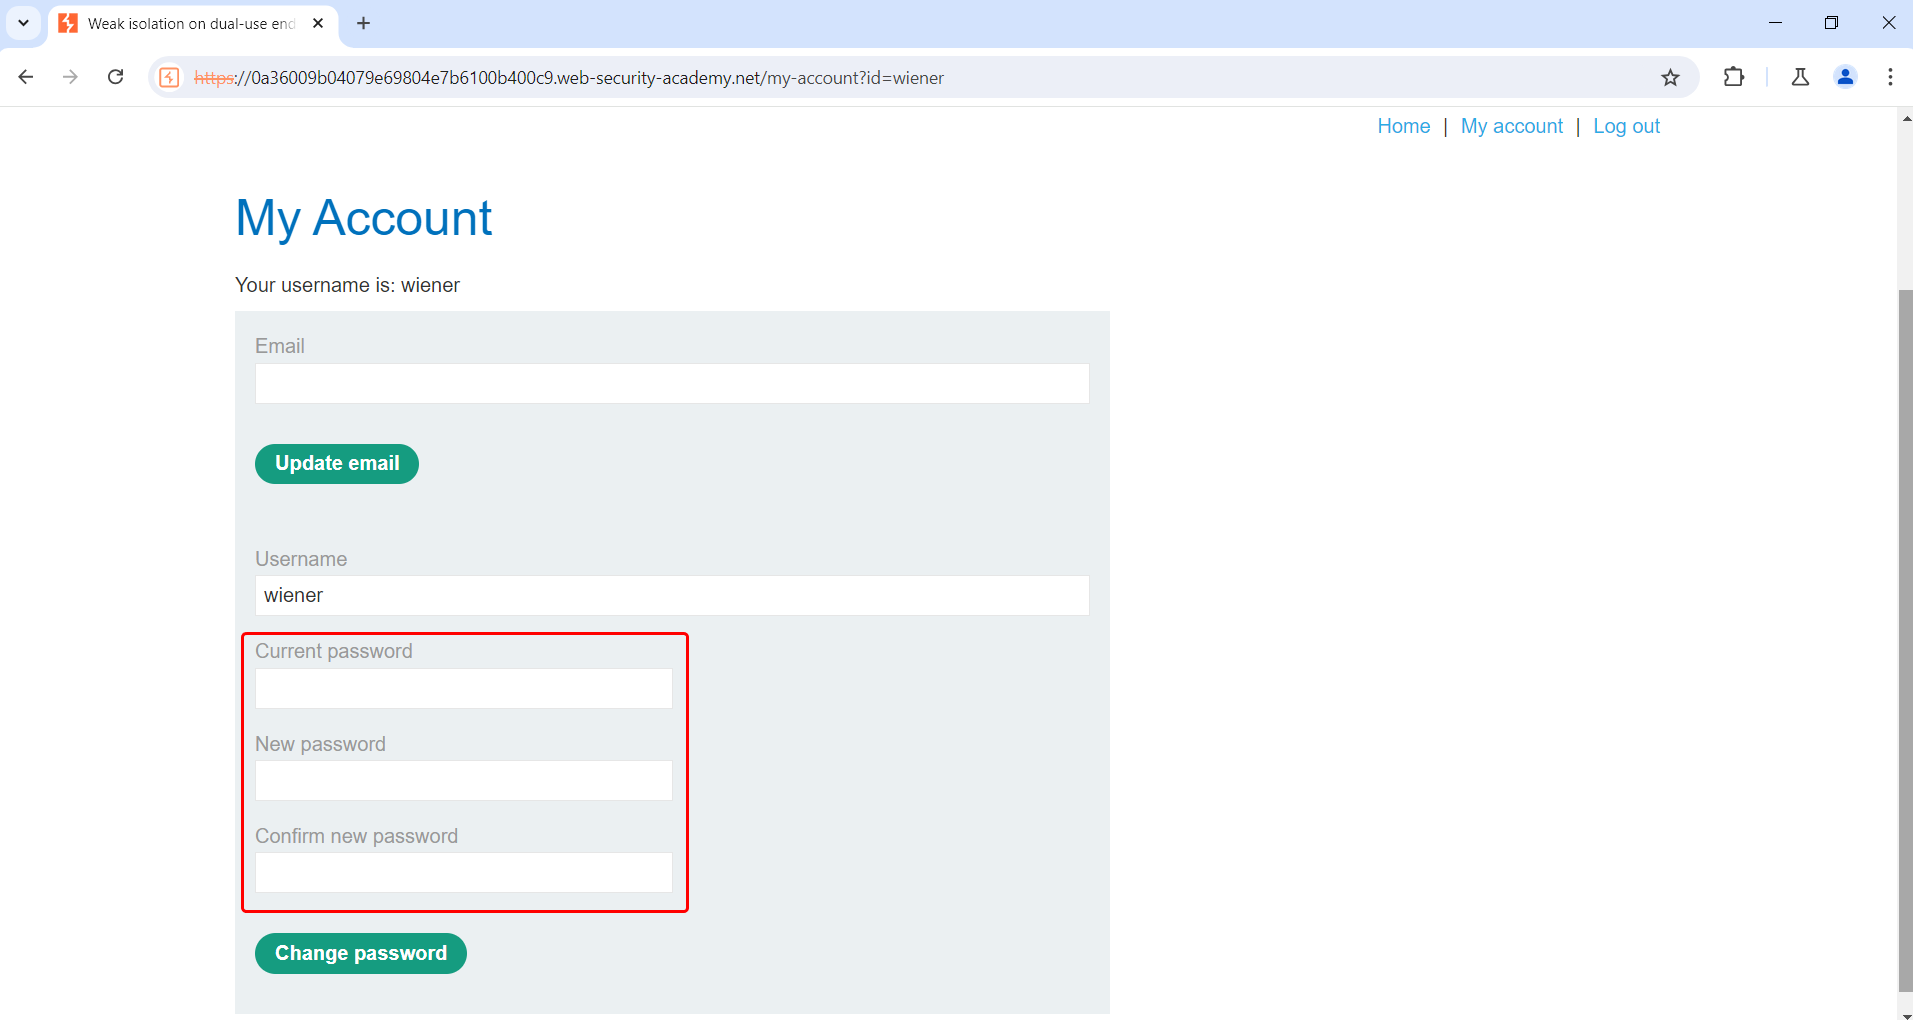 Weak isolation on dual-use end
https://0a36009b04079e69804e7b6100b400c9.web-security-academy.net/my-account?id=wiener
Home | My account | Log out
My Account
Your username is: wiener
Email
Update email
Username
wiener
Current password
New password
Confirm new password
Change password